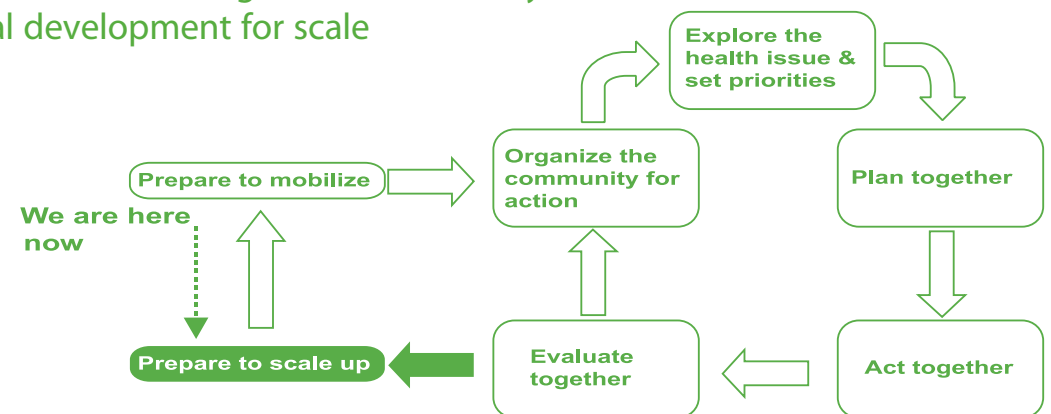 al development for scale
Explore the
health issue &
set priorities
Organize the
community for
action
Prepare to mobilize
Plan together
We are here
now
Prepare to scale up
Evaluate
together
Act together